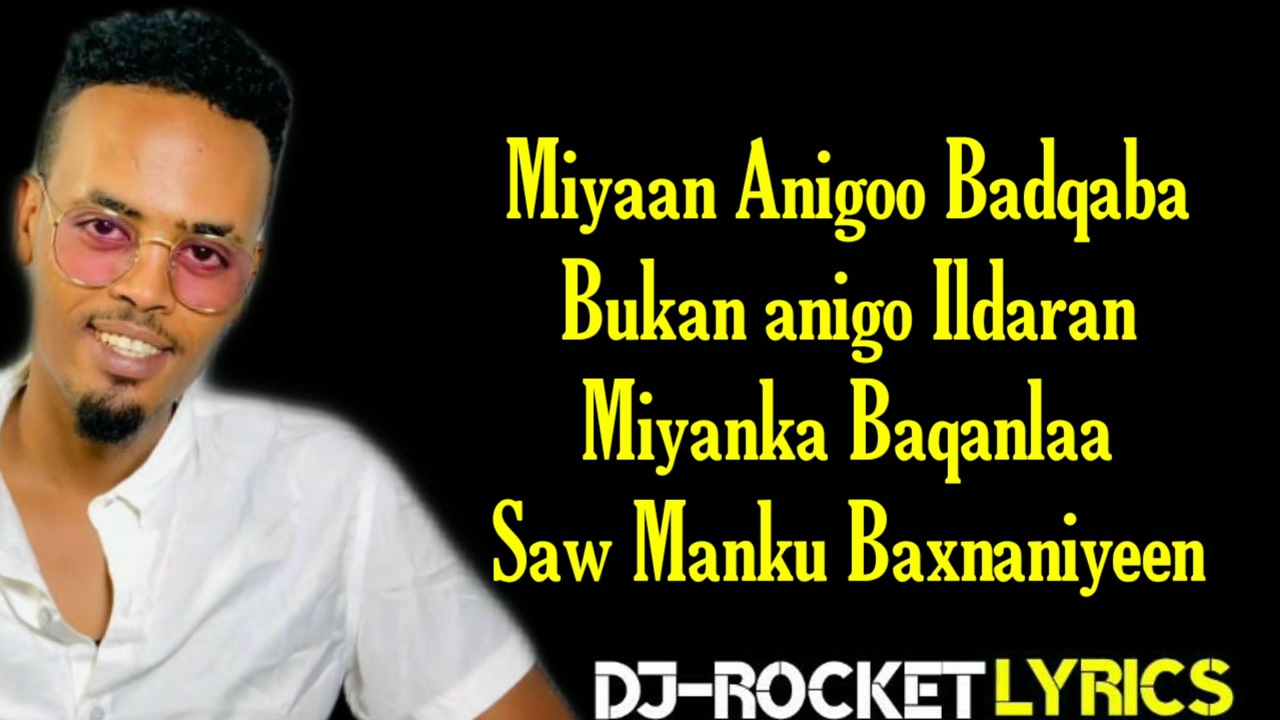 Miyaan Anigoo Badqaba
Bukan anigo Ildaran
Miyanka Baqanlaa
Saw Manku Baxnaniyeen
DJ-ROCKET LYRICS